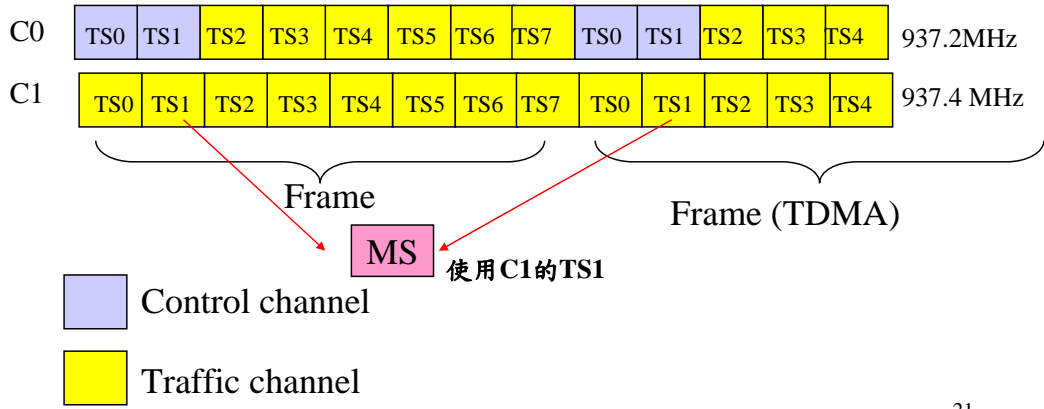 C0 TS0 TS1 TS2 TS3 TS4 TS5 TS6 TS7 TS0 TS1 TS2 TS3 TS4 937.2MHz
C1 TS0 TS1 TS2 TS3 TS4 TS5 TS6 TS7 TS0 TS1 TS2 TS3 TS4 937.4 MHz
Frame
Frame (TDMA)
MS
使用C1的TS1
Control channel
Traffic channel